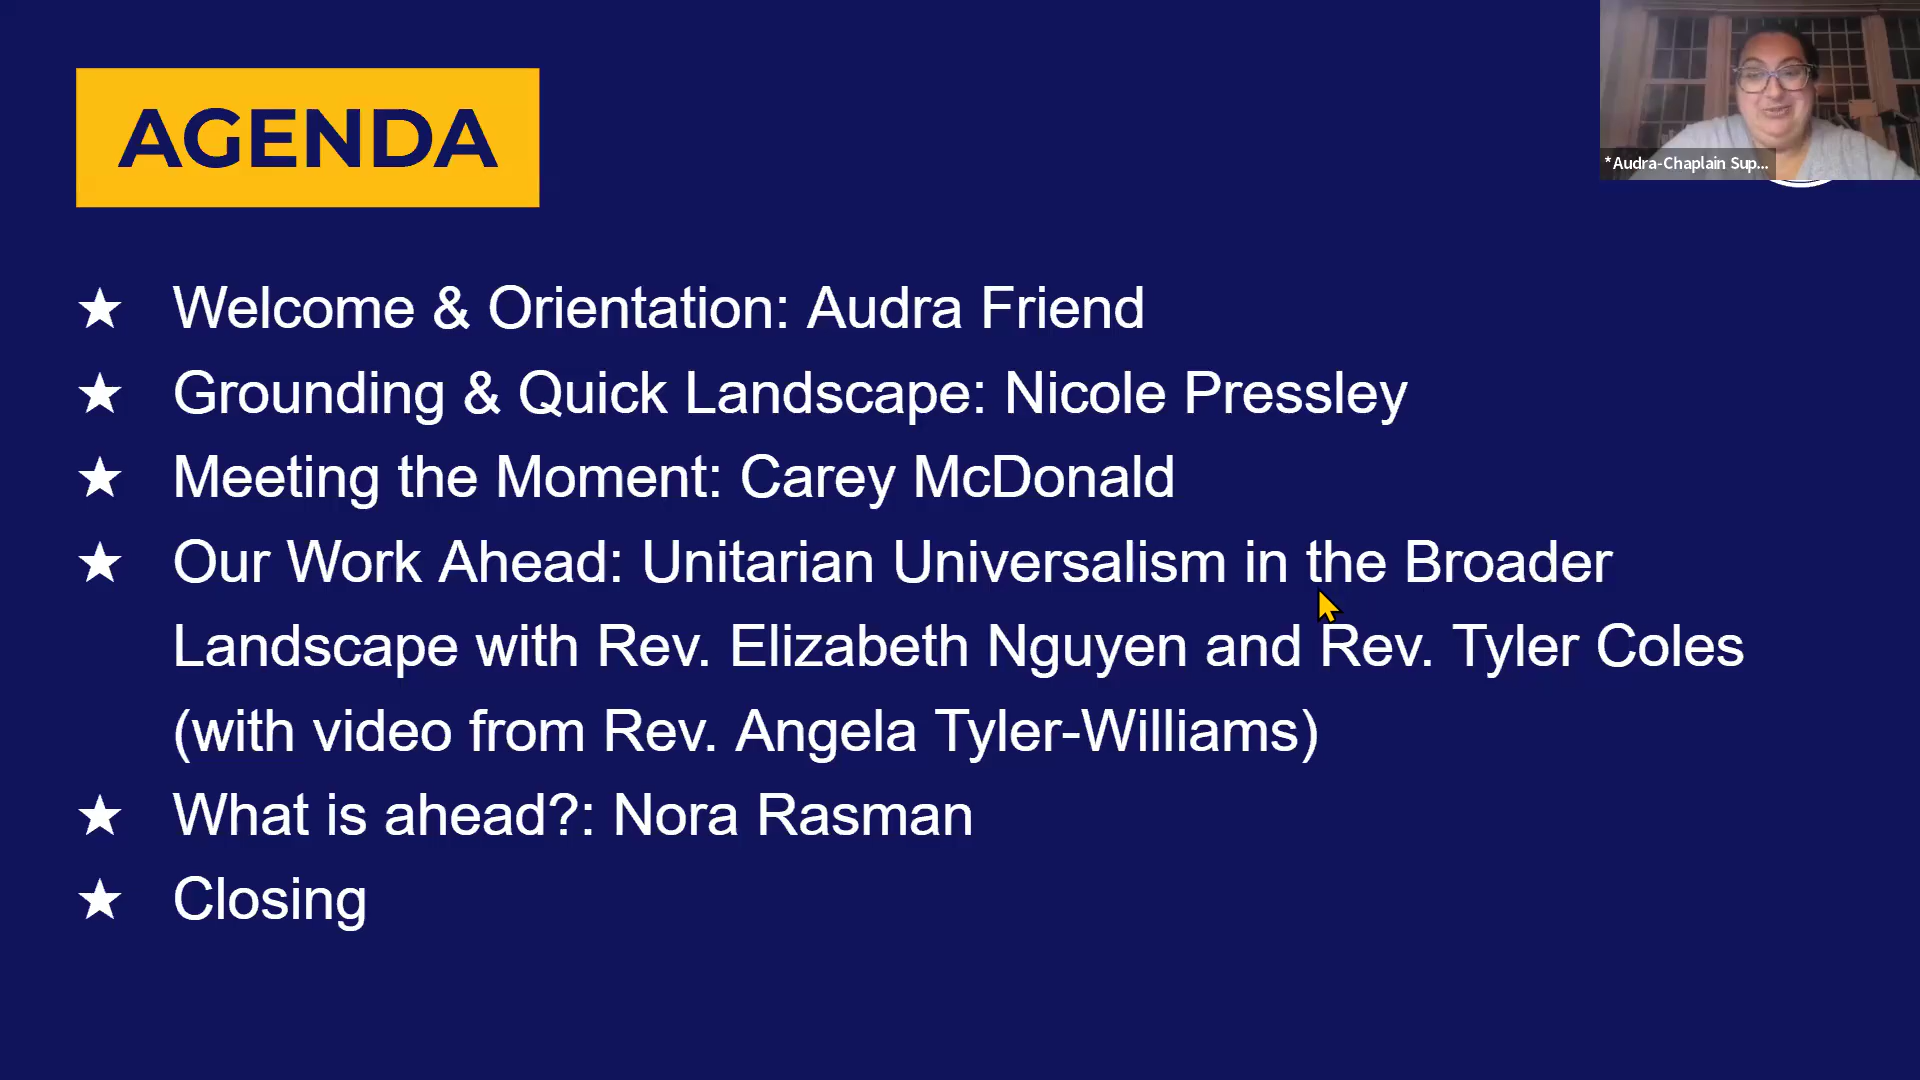 *Audra-Chaplain Sup...
AGENDA
★ Welcome & Orientation: Audra Friend
★ Grounding & Quick Landscape: Nicole Pressley
★ Meeting the Moment: Carey McDonald
★ Our Work Ahead: Unitarian Universalism in the Broader
Landscape with Rev. Elizabeth Nguyen and Rev. Tyler Coles
(with video from Rev. Angela Tyler-Williams)
★ What is ahead?: Nora Rasman
★ Closing